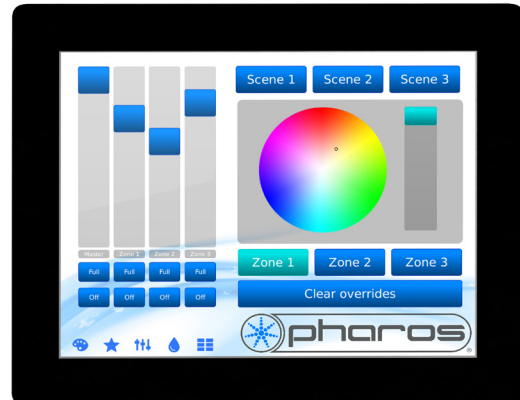 Scene 1 Scene 2 Scene 3
Master Zone 1 Zone 2 Zone 3
Full Full Full Full
Off Off Off Off
Zone 1 Zone 2 Zone 3
Clear overrides
pharos®